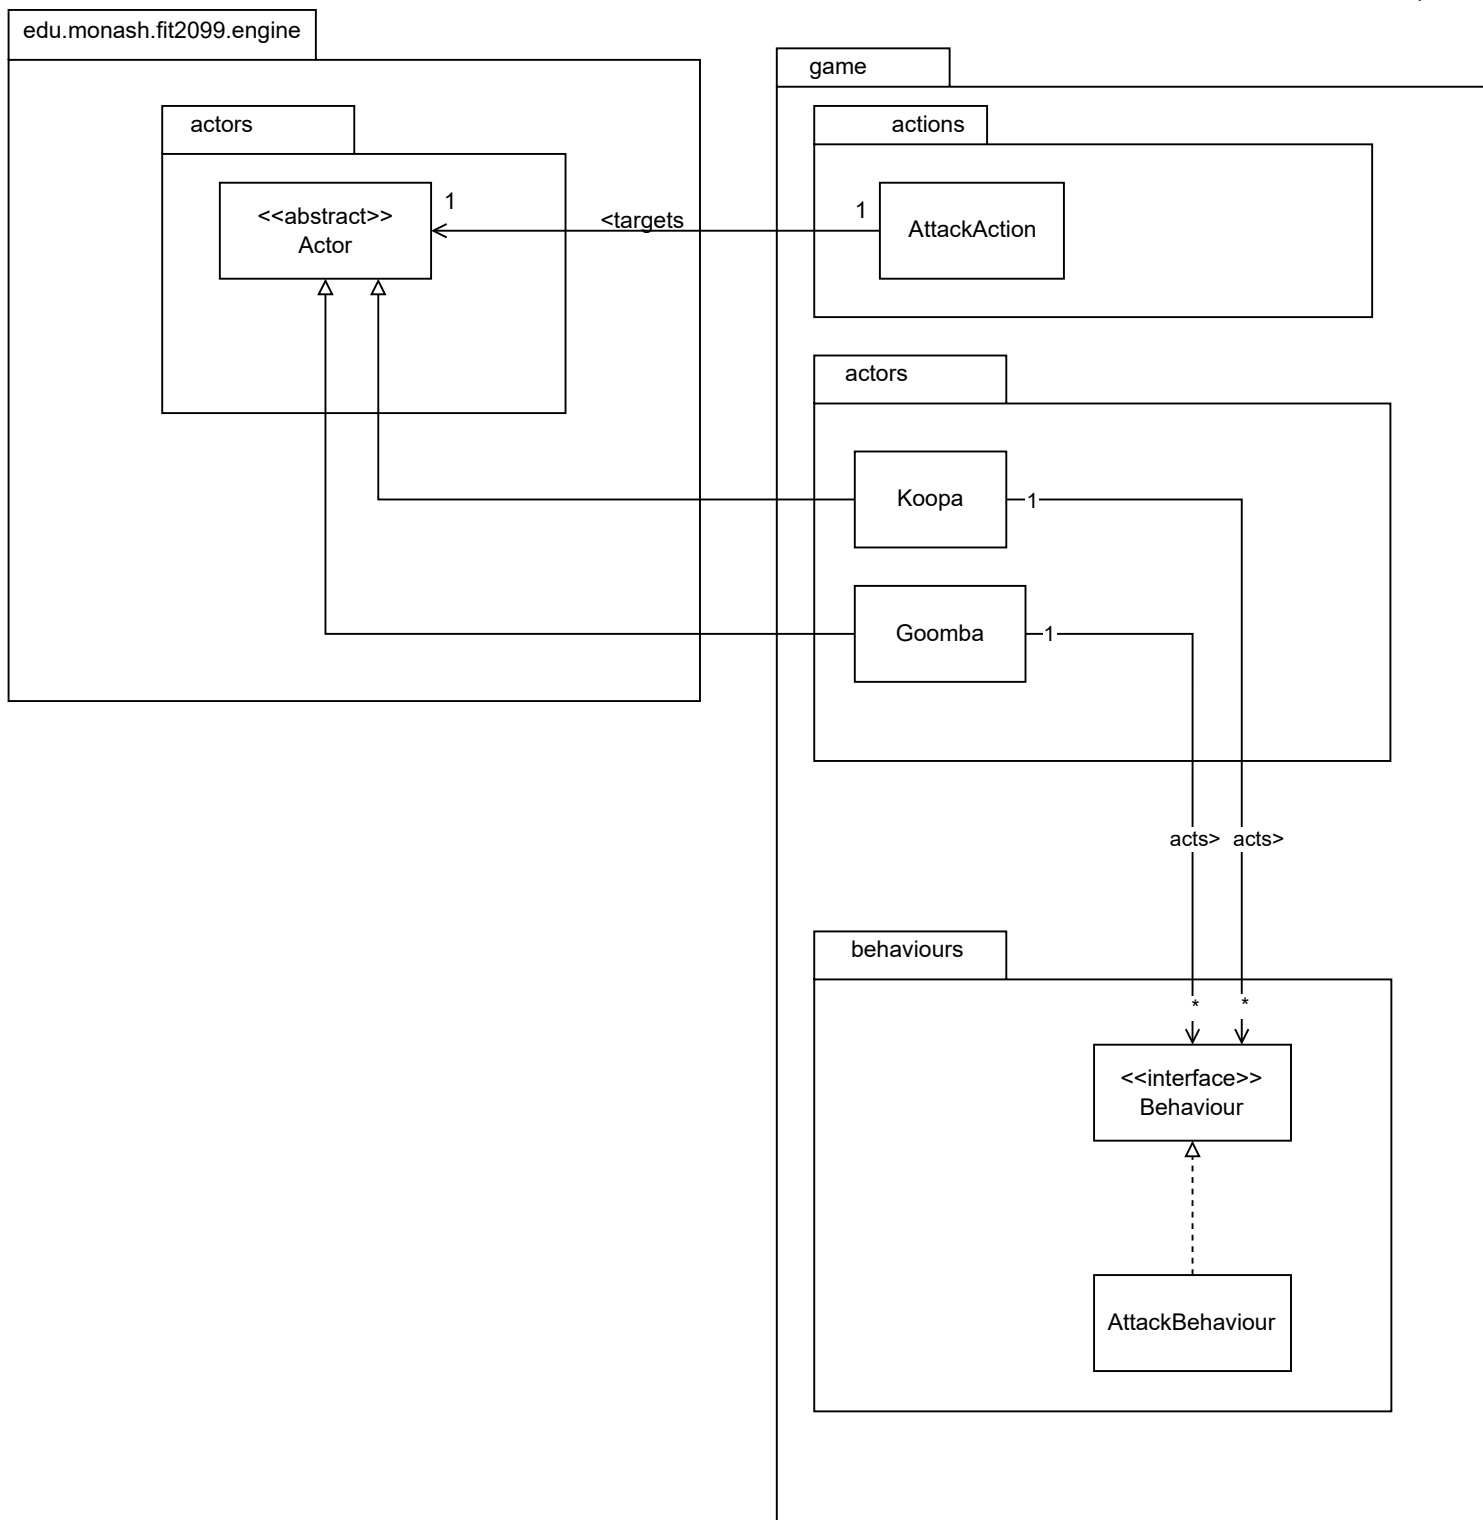 edu.monash.fit2099.engine
game
actors
actions
<<abstract>>
Actor
1
<targets
1
AttackAction
actors
Koopa
1
Goomba
1
acts>
acts>
behaviours
*
*
<<interface>>
Behaviour
AttackBehaviour